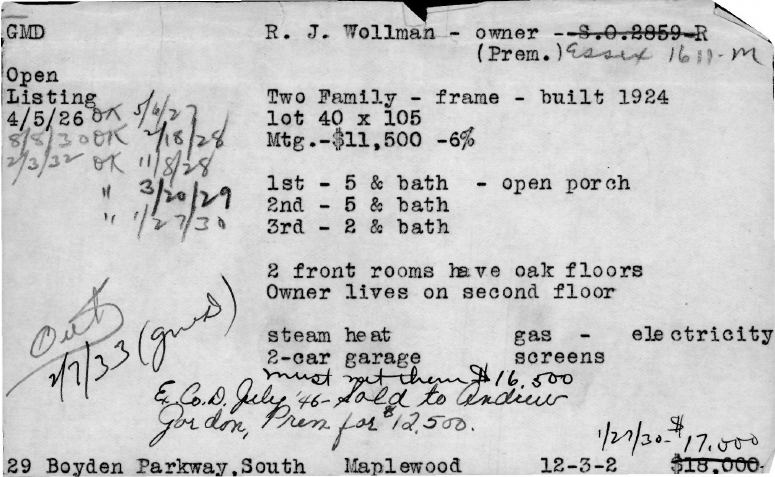 GMD R. J. Wollman - owner --S.O.2859-R
(Prem.) Essex 1611-M
Open
Listing
4/5/26 OK 5/6/27
8/8/30 OK 2/18/28
2/3/32 OK 11/8/28
" 3/20/29
" 1/27/30
Two Family - frame - built 1924
lot 40 x 105
Mtg.-$11,500 -6%
1st - 5 & bath - open porch
2nd - 5 & bath
3rd - 2 & bath
2 front rooms have oak floors
Owner lives on second floor
steam heat gas - electricity
2-car garage screens
Out
2/7/33 (gmd)
must net them $16,500
E.Co.D. July '46 - Sold to Andrew
Gordon, Prem for $12,500.
1/27/30- $17,000
29 Boyden Parkway,South Maplewood 12-3-2 $18,000.